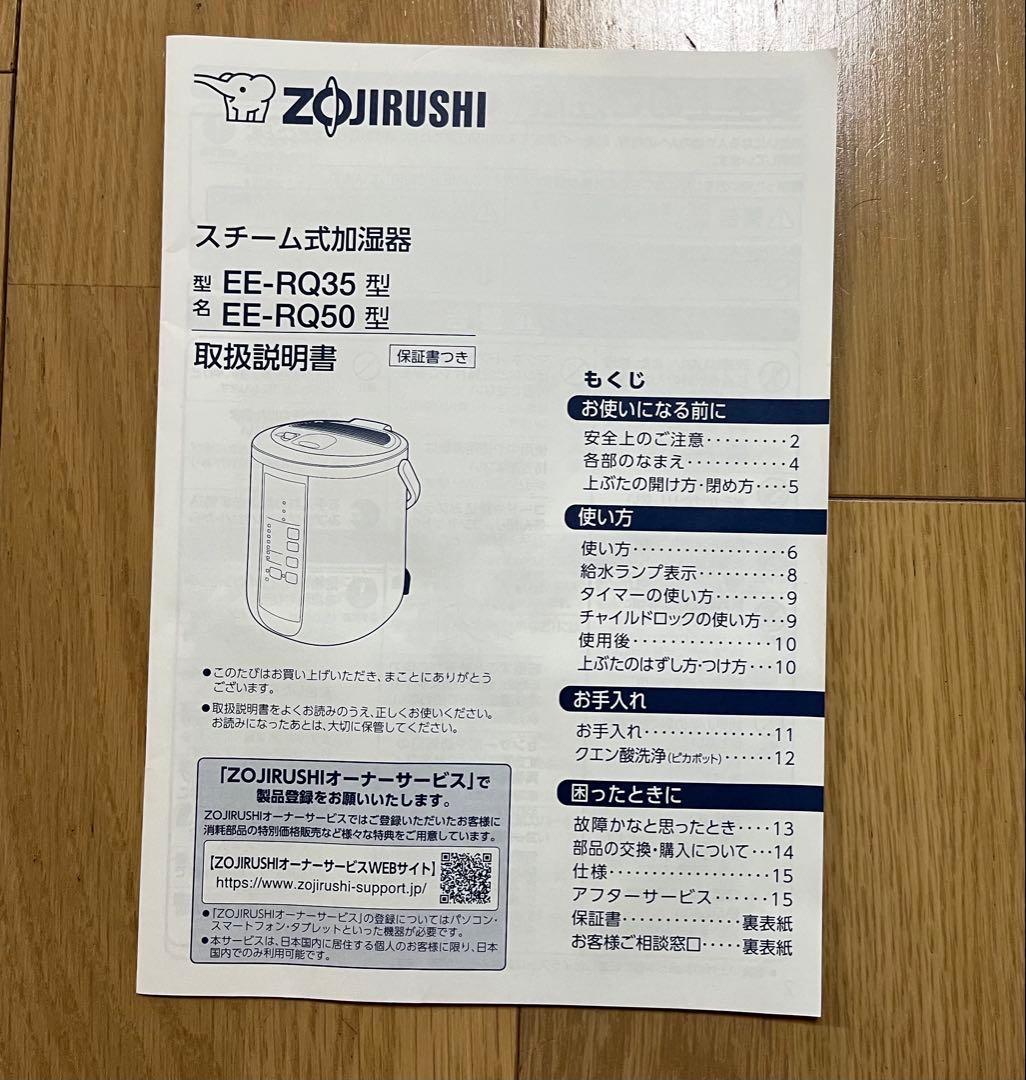 ZOJIRUSHI
スチーム式加湿器
型名 EE-RQ35 型
EE-RQ50 型
取扱説明書 保証書つき
●このたびはお買い上げいただき、まことにありがとう
ございます。
●取扱説明書をよくお読みのうえ、正しくお使いください。
お読みになったあとは、大切に保管してください。
「ZOJIRUSHIオーナーサービス」で
製品登録をお願いいたします。
ZOJIRUSHIオーナーサービスではご登録いただいたお客様に
消耗部品の特別価格販売など様々な特典をご用意しています。
【ZOJIRUSHIオーナーサービスWEBサイト】
https://www.zojirushi-support.jp/
●「ZOJIRUSHIオーナーサービス」の登録についてはパソコン・
スマートフォン・タブレットといった機器が必要です。
●本サービスは、日本国内に居住する個人のお客様に限り、日本
国内でのみ利用可能です。
もくじ
お使いになる前に
安全上のご注意・・・・・・・・・2
各部のなまえ・・・・・・・・・・・4
上ぶたの開け方・閉め方・・・・5
使い方
使い方・・・・・・・・・・・・・・・・・・6
給水ランプ表示・・・・・・・・・・8
タイマーの使い方・・・・・・・・9
チャイルドロックの使い方・・・9
使用後・・・・・・・・・・・・・・・・10
上ぶたのはずし方・つけ方・・・10
お手入れ
お手入れ・・・・・・・・・・・・・・・11
クエン酸洗浄(ピカポット)・・・・・・12
困ったときに
故障かなと思ったとき・・・・13
部品の交換・購入について・・・14
仕様・・・・・・・・・・・・・・・・・・・15
アフターサービス・・・・・・15
保証書・・・・・・・・・・・・・・裏表紙
お客様ご相談窓口・・・・・裏表紙